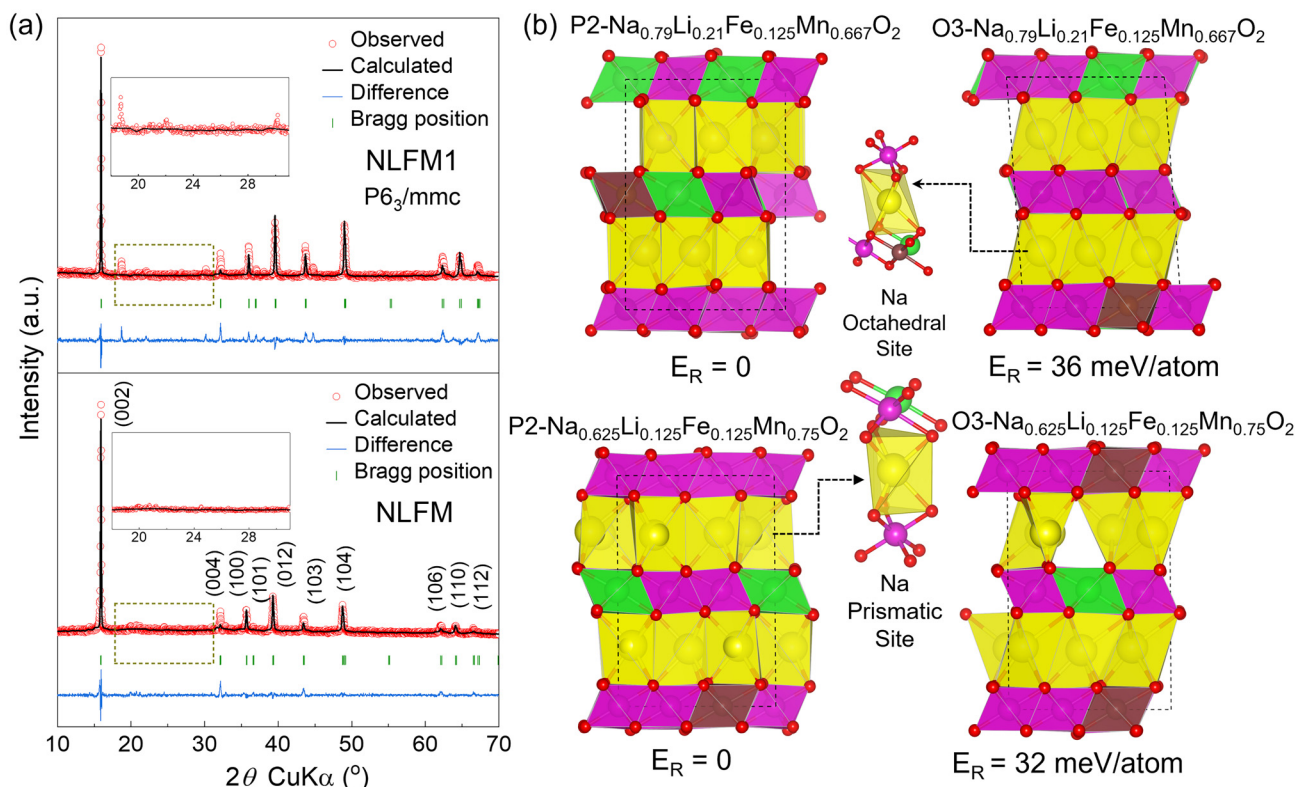 (a)
Observed
Calculated
Difference
Bragg position
NLFM1
P6₃/mmc
20 24 28
(002)
Observed
Calculated
Difference
Bragg position
NLFM
20 24 28
(004)
(100)
(101)
(012)
(103)
(104)
(106)
(110)
(112)
Intensity (a.u.)
10 20 30 40 50 60 70
2θ CuKα (°)
(b)
P2-Na₀.₇₉Li₀.₂₁Fe₀.₁₂₅Mn₀.₆₆₇O₂
O3-Na₀.₇₉Li₀.₂₁Fe₀.₁₂₅Mn₀.₆₆₇O₂
Na
Octahedral
Site
E_R = 0
E_R = 36 meV/atom
P2-Na₀.₆₂₅Li₀.₁₂₅Fe₀.₁₂₅Mn₀.₇₅O₂
O3-Na₀.₆₂₅Li₀.₁₂₅Fe₀.₁₂₅Mn₀.₇₅O₂
Na
Prismatic
Site
E_R = 0
E_R = 32 meV/atom